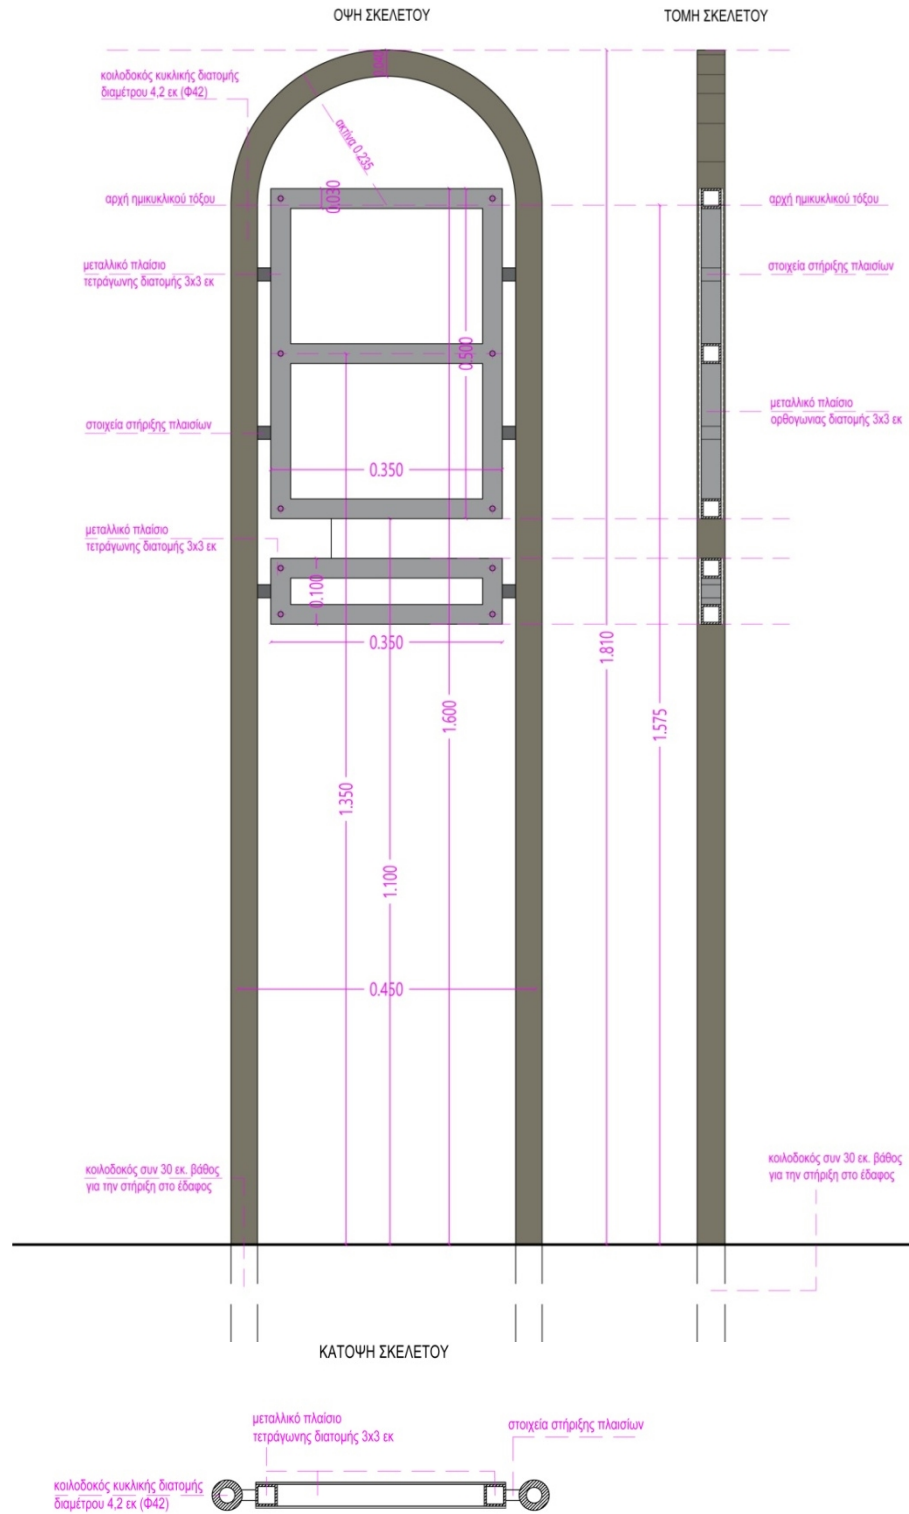 ΟΨΗ ΣΚΕΛΕΤΟΥ
ΤΟΜΗ ΣΚΕΛΕΤΟΥ
κοιλοδοκός κυκλικής διατομής
διαμέτρου 4,2 εκ (Φ42)
ακτίνα 0.235
αρχή ημικυκλικού τόξου
0.030
αρχή ημικυκλικού τόξου
μεταλλικό πλαίσιο
τετράγωνης διατομής 3x3 εκ
στοιχεία στήριξης πλαισίων
0.500
στοιχεία στήριξης πλαισίων
μεταλλικό πλαίσιο
ορθογωνιας διατομής 3x3 εκ
0.350
μεταλλικό πλαίσιο
τετράγωνης διατομής 3x3 εκ
0.100
0.350
1.810
1.600
1.575
1.350
1.100
0.450
κοιλοδοκός συν 30 εκ. βάθος
για την στήριξη στο έδαφος
κοιλοδοκός συν 30 εκ. βάθος
για την στήριξη στο έδαφος
ΚΑΤΟΨΗ ΣΚΕΛΕΤΟΥ
μεταλλικό πλαίσιο
τετράγωνης διατομής 3x3 εκ
στοιχεία στήριξης πλαισίων
κοιλοδοκός κυκλικής διατομής
διαμέτρου 4,2 εκ (Φ42)